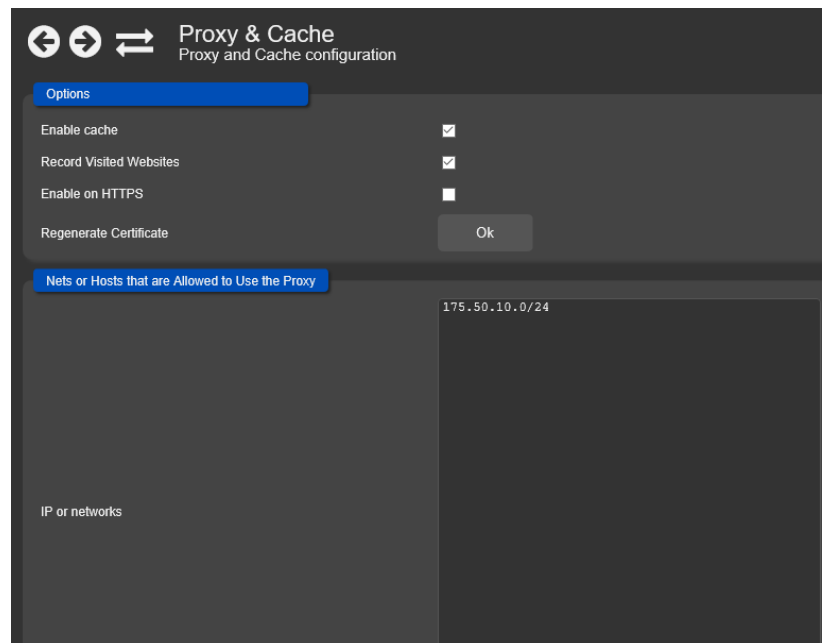 Proxy & Cache
Proxy and Cache configuration
Options
Enable cache
Record Visited Websites
Enable on HTTPS
Regenerate Certificate
Ok
Nets or Hosts that are Allowed to Use the Proxy
175.50.10.0/24
IP or networks